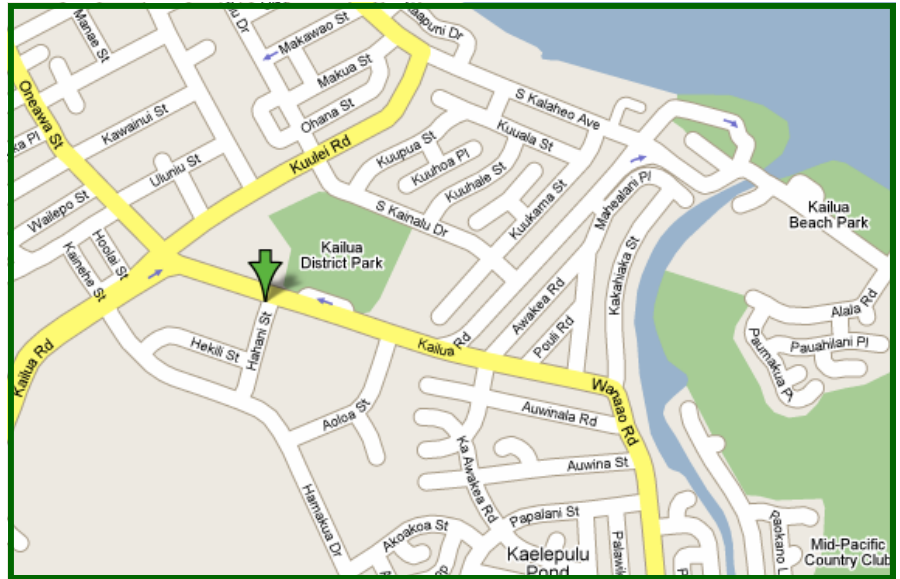 Manae St
Makawao St
Makua St
Ohana St
Oneawa St
Kawainui St
Kuulei Rd
Uluniu St
Wailepo St
Hoolai St
Kainehe St
S Kalaheo Ave
Kuuala St
Kuupua St
Kuuhoa Pl
Kuuhale St
Kuukama St
S Kainalu Dr
Mahealani Pl
Kailua
Beach Park
Kailua
District Park
Kakahiaka St
Awakea Rd
Pouli Rd
Alala Rd
Pauahilani Pl
Paumakua Pl
Kailua Rd
Hekili St
Hahani St
Kailua Rd
Wanaao Rd
Auwinala Rd
Aoloa St
Ka Awakea Rd
Auwina St
Hamakua Dr
Papalani St
Akoakoa St
Kaelepulu
Pond
Mid-Pacific
Country Club